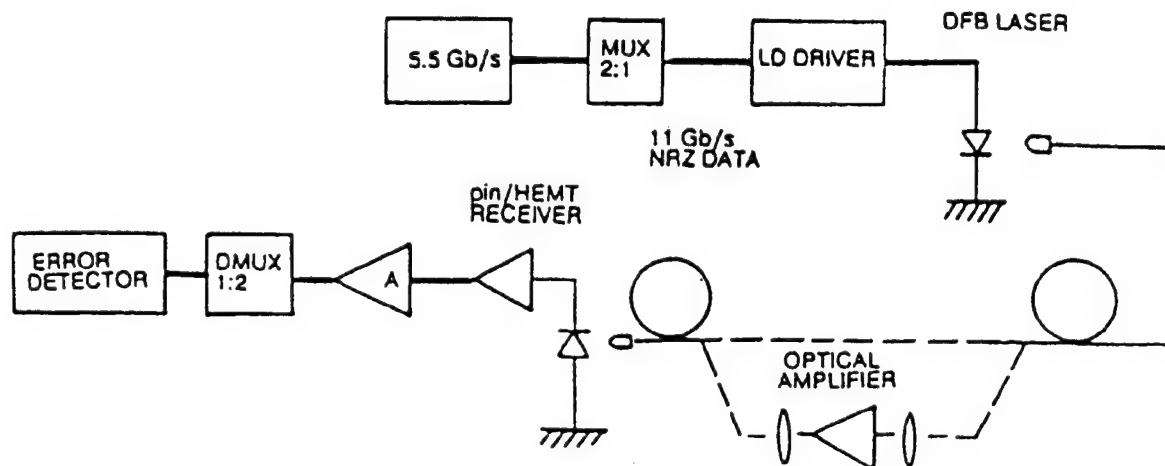 DFB LASER
5.5 Gb/s
MUX
2:1
LD DRIVER
11 Gb/s
NRZ DATA
pin/HEMT
RECEIVER
ERROR
DETECTOR
DMUX
1:2
A
OPTICAL
AMPLIFIER